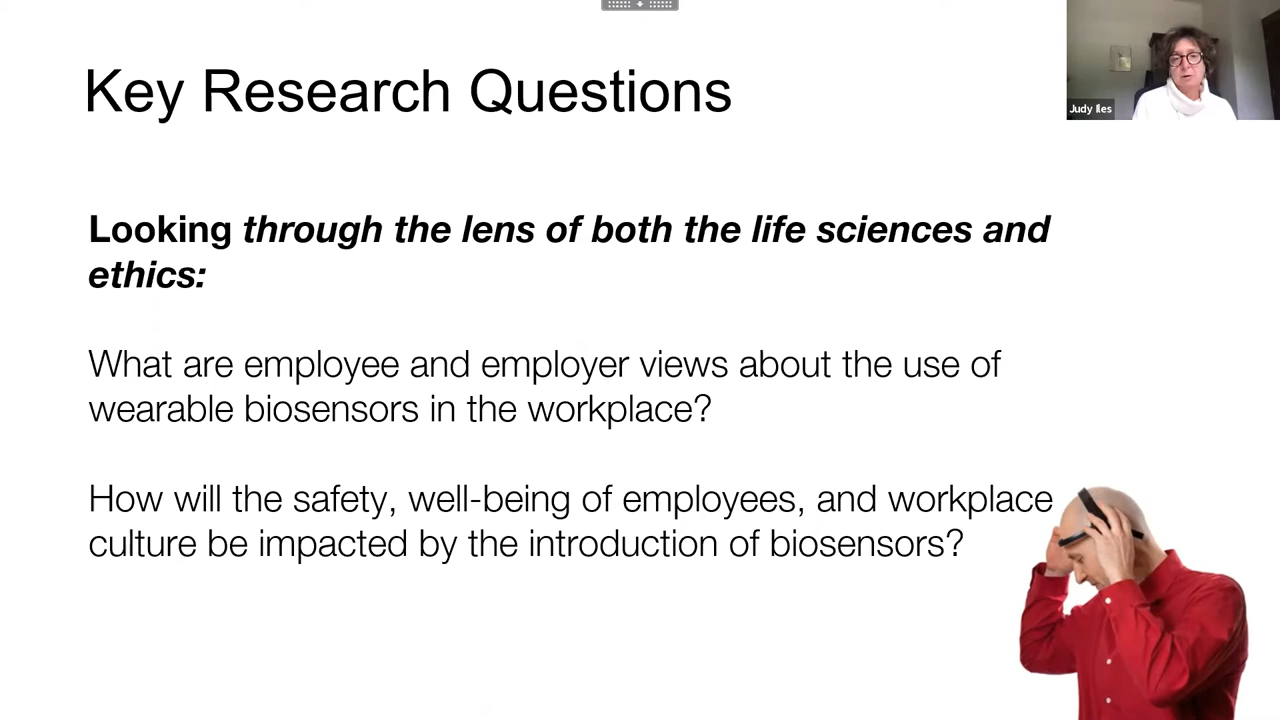 Key Research Questions
Judy Iles
Looking through the lens of both the life sciences and
ethics:
What are employee and employer views about the use of
wearable biosensors in the workplace?
How will the safety, well-being of employees, and workplace
culture be impacted by the introduction of biosensors?